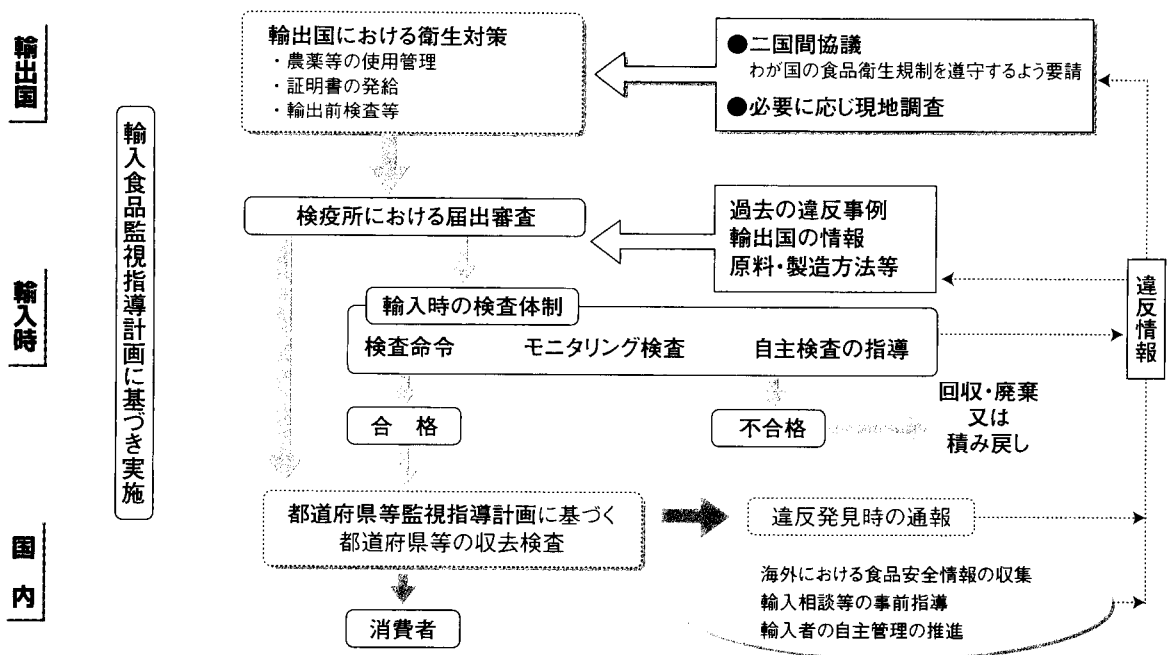 輸出国
輸出国における衛生対策
・農薬等の使用管理
・証明書の発給
・輸出前検査等
●二国間協議
わが国の食品衛生規制を遵守するよう要請
●必要に応じ現地調査
輸入食品監視指導計画に基づき実施
輸入時
検疫所における届出審査
過去の違反事例
輸出国の情報
原料・製造方法等
違反情報
輸入時の検査体制
検査命令 モニタリング検査 自主検査の指導
合 格
不合格
回収・廃棄
又は
積み戻し
国内
都道府県等監視指導計画に基づく
都道府県等の収去検査
違反発見時の通報
海外における食品安全情報の収集
輸入相談等の事前指導
輸入者の自主管理の推進
消費者